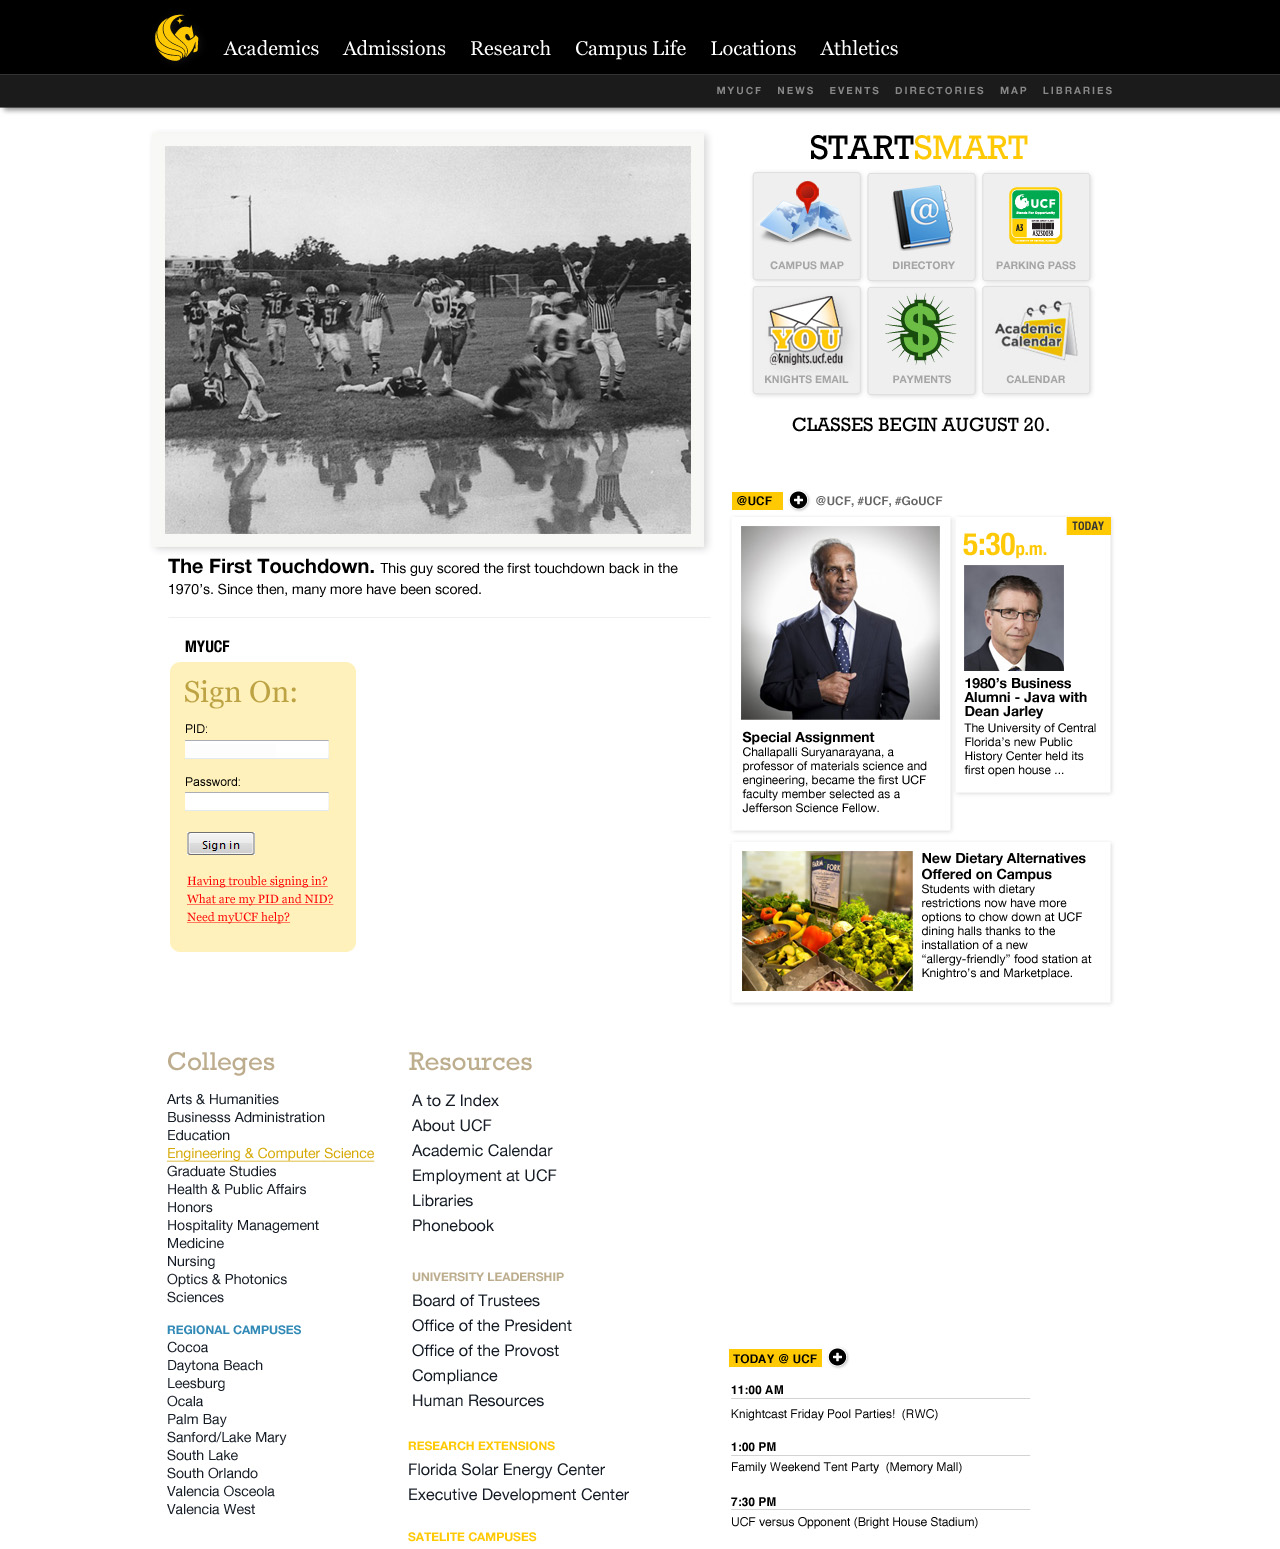 Academics Admissions Research Campus Life Locations Athletics
MYUCF NEWS EVENTS DIRECTORIES MAP LIBRARIES
STARTSMART
UCF
Stands For Opportunity
A3
CAMPUS MAP DIRECTORY PARKING PASS
YOU
@knights.ucf.edu
$
Academic
Calendar
KNIGHTS EMAIL PAYMENTS CALENDAR
CLASSES BEGIN AUGUST 20.
The First Touchdown. This guy scored the first touchdown back in the
1970's. Since then, many more have been scored.
MYUCF
Sign On:
PID:
Password:
Sign in
Having trouble signing in?
What are my PID and NID?
Need myUCF help?
@UCF @UCF, #UCF, #GoUCF
Special Assignment
Challapalli Suryanarayana, a
professor of materials science and
engineering, became the first UCF
faculty member selected as a
Jefferson Science Fellow.
TODAY
5:30p.m.
1980's Business
Alumni - Java with
Dean Jarley
The University of Central
Florida's new Public
History Center held its
first open house ...
FARM
FORK
New Dietary Alternatives
Offered on Campus
Students with dietary
restrictions now have more
options to chow down at UCF
dining halls thanks to the
installation of a new
“allergy-friendly” food station at
Knightro's and Marketplace.
Colleges
Arts & Humanities
Businesss Administration
Education
Engineering & Computer Science
Graduate Studies
Health & Public Affairs
Honors
Hospitality Management
Medicine
Nursing
Optics & Photonics
Sciences
REGIONAL CAMPUSES
Cocoa
Daytona Beach
Leesburg
Ocala
Palm Bay
Sanford/Lake Mary
South Lake
South Orlando
Valencia Osceola
Valencia West
Resources
A to Z Index
About UCF
Academic Calendar
Employment at UCF
Libraries
Phonebook
UNIVERSITY LEADERSHIP
Board of Trustees
Office of the President
Office of the Provost
Compliance
Human Resources
RESEARCH EXTENSIONS
Florida Solar Energy Center
Executive Development Center
SATELITE CAMPUSES
TODAY @ UCF
11:00 AM
Knightcast Friday Pool Parties! (RWC)
1:00 PM
Family Weekend Tent Party (Memory Mall)
7:30 PM
UCF versus Opponent (Bright House Stadium)